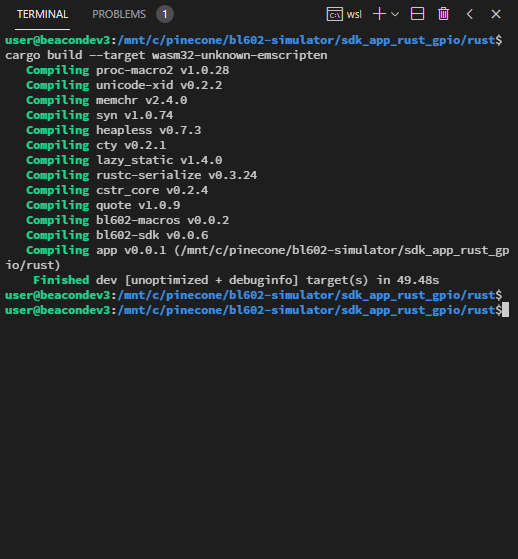 TERMINAL PROBLEMS 1 wsl
user@beacondev3:/mnt/c/pinecone/bl602-simulator/sdk_app_rust_gpio/rust$
cargo build --target wasm32-unknown-emscripten
Compiling proc-macro2 v1.0.28
Compiling unicode-xid v0.2.2
Compiling memchr v2.4.0
Compiling syn v1.0.74
Compiling heapless v0.7.3
Compiling cty v0.2.1
Compiling lazy_static v1.4.0
Compiling rustc-serialize v0.3.24
Compiling cstr_core v0.2.4
Compiling quote v1.0.9
Compiling bl602-macros v0.0.2
Compiling bl602-sdk v0.0.6
Compiling app v0.0.1 (/mnt/c/pinecone/bl602-simulator/sdk_app_rust_gp
io/rust)
Finished dev [unoptimized + debuginfo] target(s) in 49.48s
user@beacondev3:/mnt/c/pinecone/bl602-simulator/sdk_app_rust_gpio/rust$
user@beacondev3:/mnt/c/pinecone/bl602-simulator/sdk_app_rust_gpio/rust$